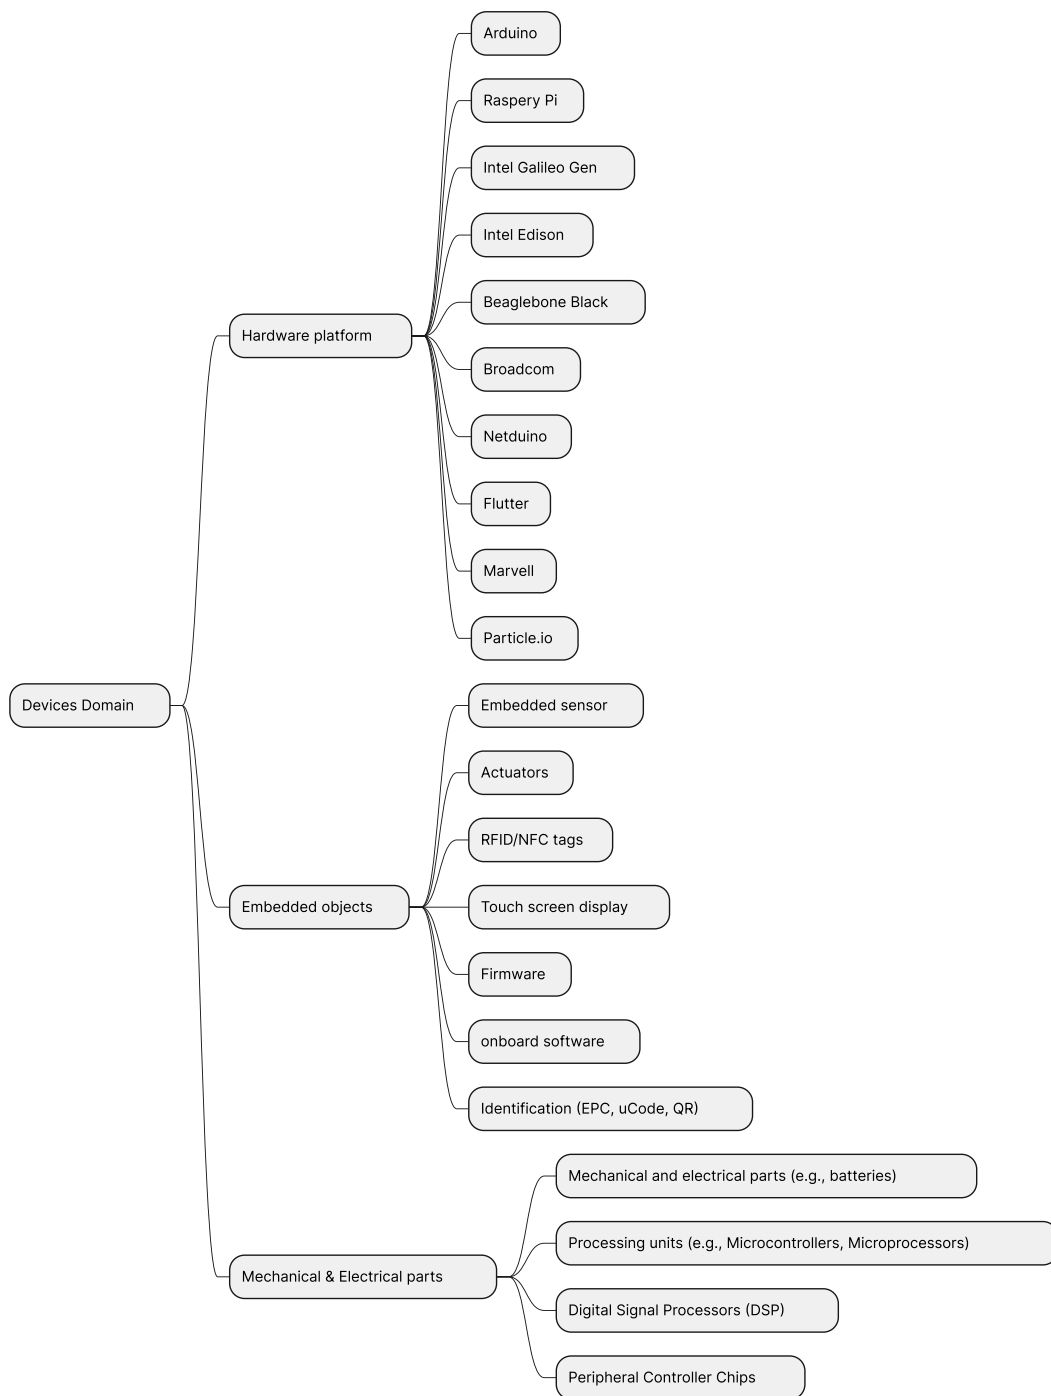 Arduino
Raspery Pi
Intel Galileo Gen
Intel Edison
Beaglebone Black
Hardware platform
Broadcom
Netduino
Flutter
Marvell
Particle.io
Devices Domain
Embedded sensor
Actuators
RFID/NFC tags
Embedded objects
Touch screen display
Firmware
onboard software
Identification (EPC, uCode, QR)
Mechanical and electrical parts (e.g., batteries)
Processing units (e.g., Microcontrollers, Microprocessors)
Mechanical & Electrical parts
Digital Signal Processors (DSP)
Peripheral Controller Chips